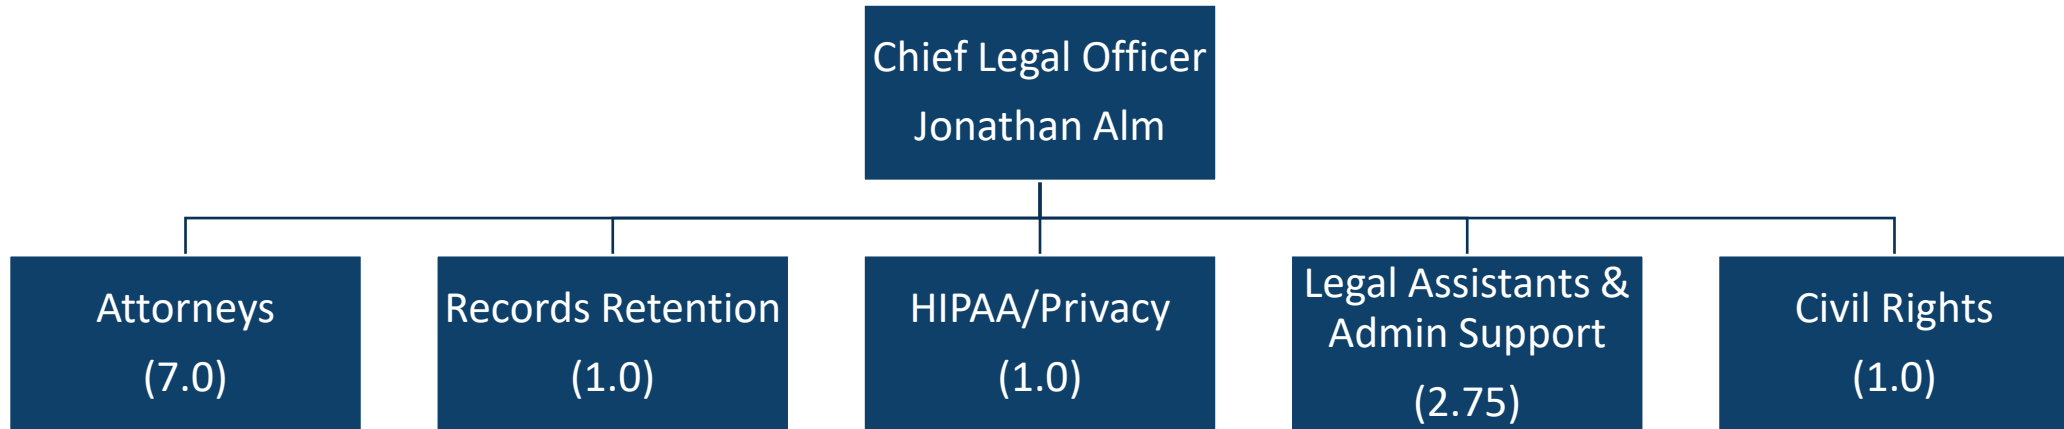 Chief Legal Officer
Jonathan Alm
Attorneys
(7.0)
Records Retention
(1.0)
HIPAA/Privacy
(1.0)
Legal Assistants &
Admin Support
(2.75)
Civil Rights
(1.0)